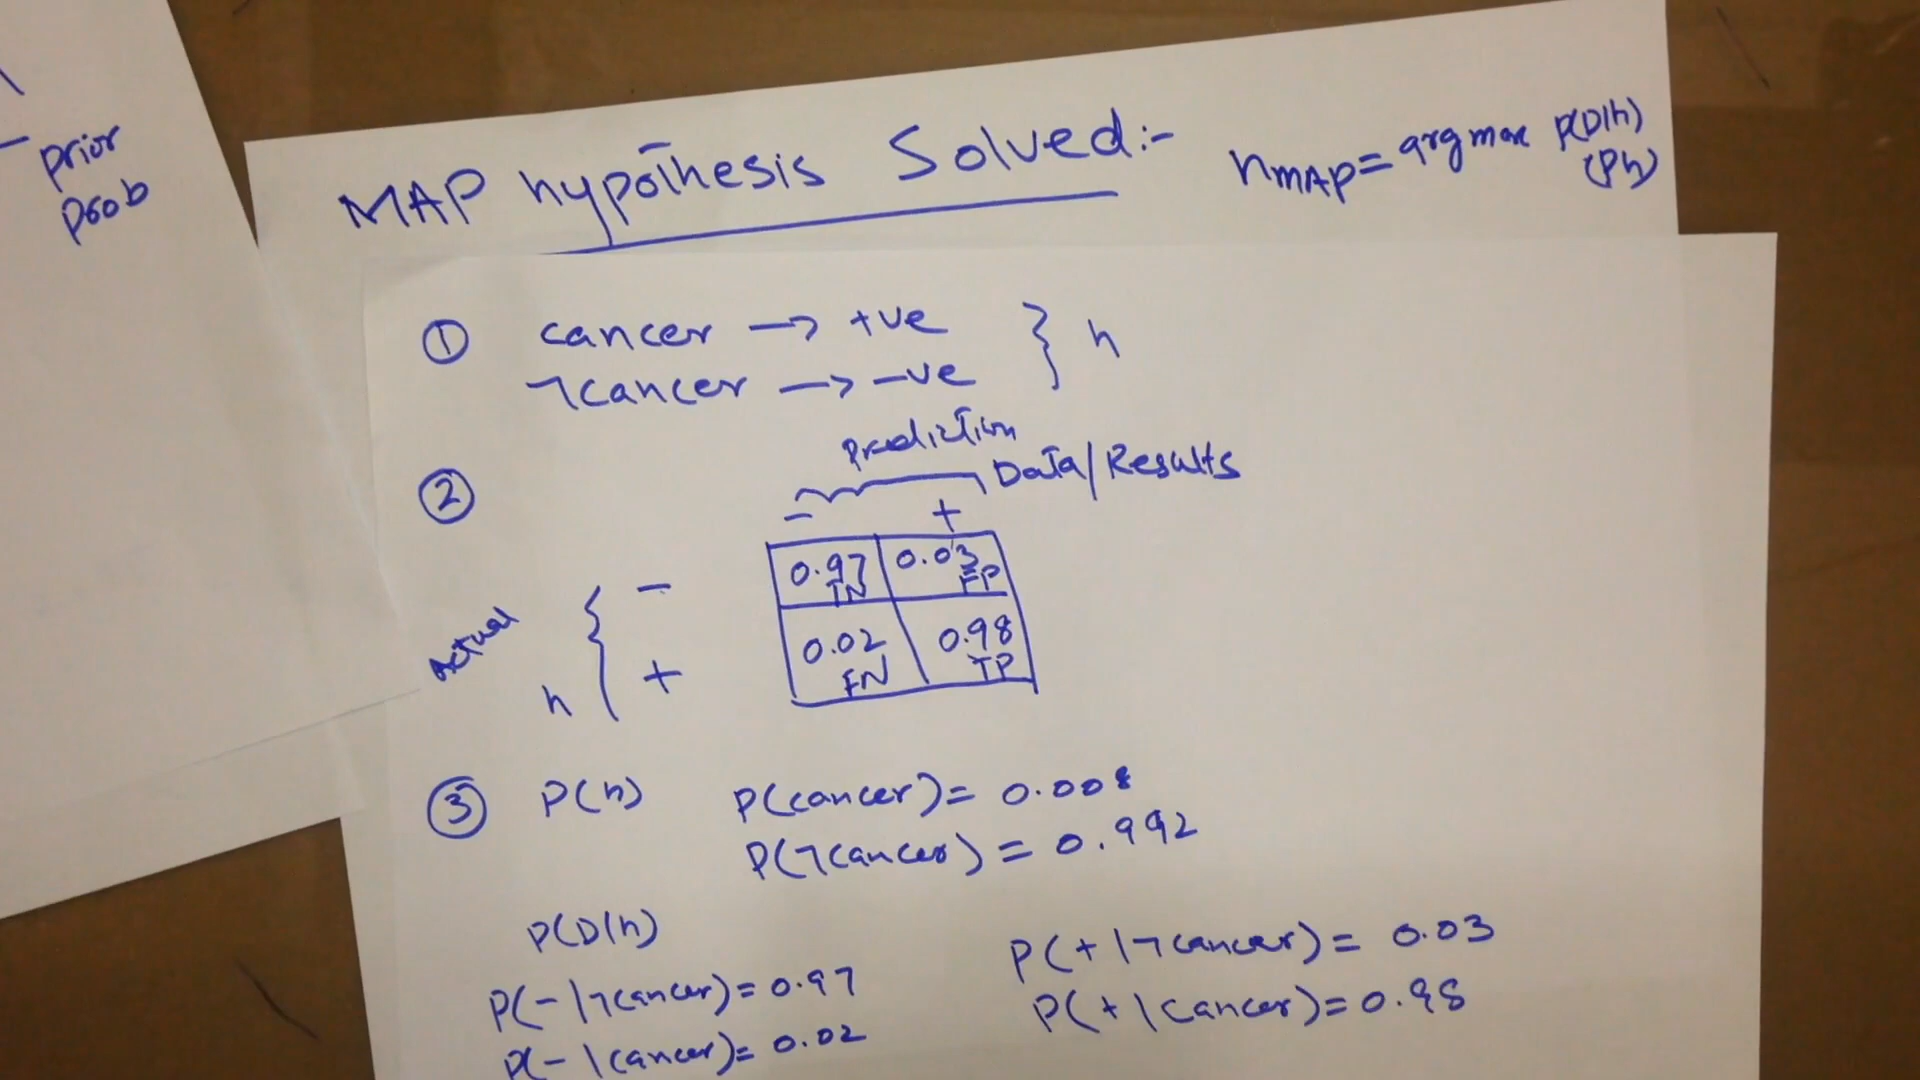 prior
prob
MAP hypothesis Solved:-
hMAP = arg max P(D|h)
(Ph)
① cancer → +ve } h
¬cancer → -ve
Prediction
② Data/Results
- +
- 0.97 TN 0.03 FP
Actual
h + 0.02 FN 0.98 TP
③ P(h) P(cancer) = 0.008
P(¬cancer) = 0.992
P(D|h)
P(-|¬cancer) = 0.97 P(+|¬cancer) = 0.03
P(-|cancer) = 0.02 P(+|cancer) = 0.98